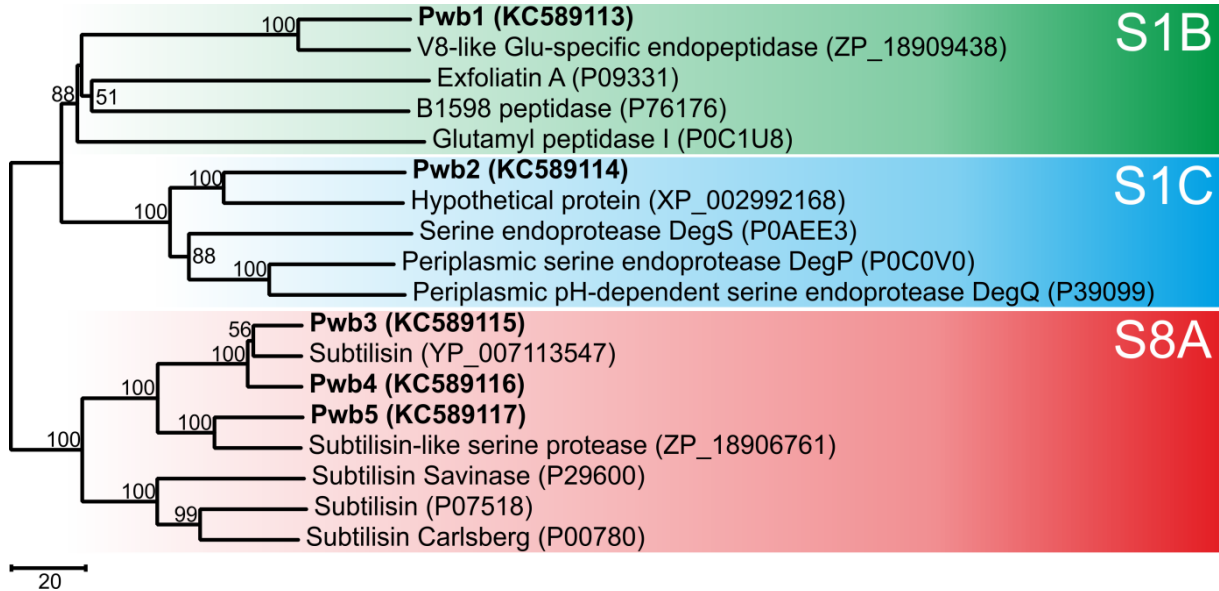 100 Pwb1 (KC589113) S1B
V8-like Glu-specific endopeptidase (ZP_18909438)
Exfoliatin A (P09331)
88 51
B1598 peptidase (P76176)
Glutamyl peptidase I (P0C1U8)
100 Pwb2 (KC589114) S1C
Hypothetical protein (XP_002992168)
100
Serine endoprotease DegS (P0AEE3)
88
100 Periplasmic serine endoprotease DegP (P0C0V0)
Periplasmic pH-dependent serine endoprotease DegQ (P39099)
56 Pwb3 (KC589115) S8A
100 Subtilisin (YP_007113547)
100 Pwb4 (KC589116)
100 Pwb5 (KC589117)
100 Subtilisin-like serine protease (ZP_18906761)
100 Subtilisin Savinase (P29600)
99 Subtilisin (P07518)
Subtilisin Carlsberg (P00780)
20